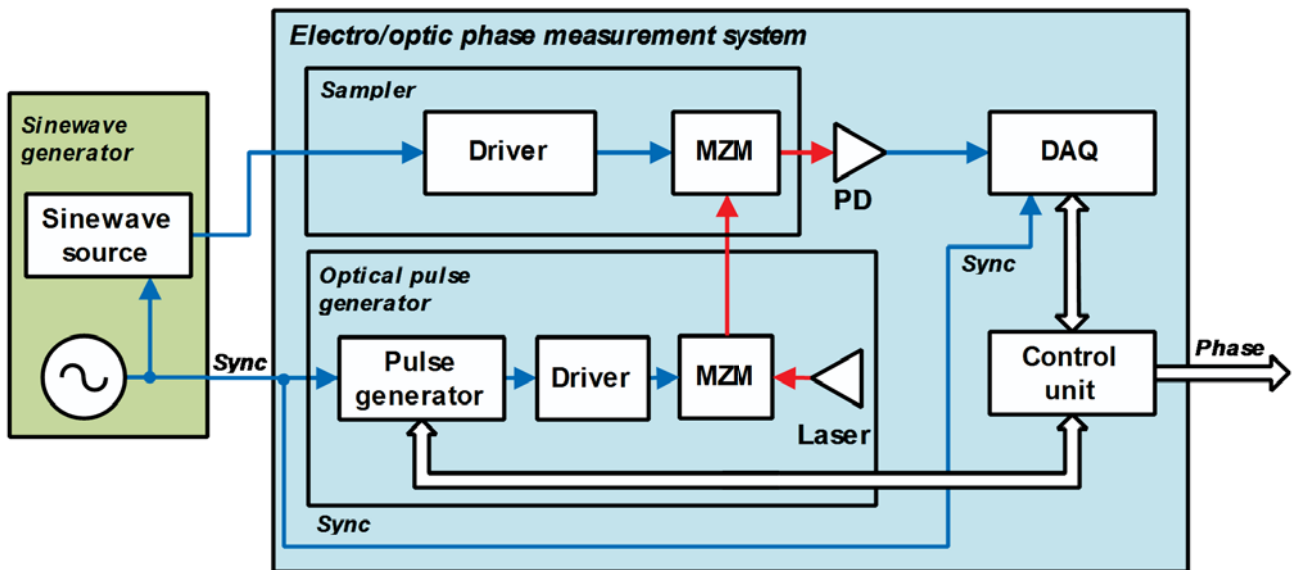 Electro/optic phase measurement system
Sampler
Sinewave
generator
Driver
MZM
DAQ
PD
Sinewave
source
Sync
Optical pulse
generator
Sync
Pulse
generator
Driver
MZM
Laser
Control
unit
Phase
Sync